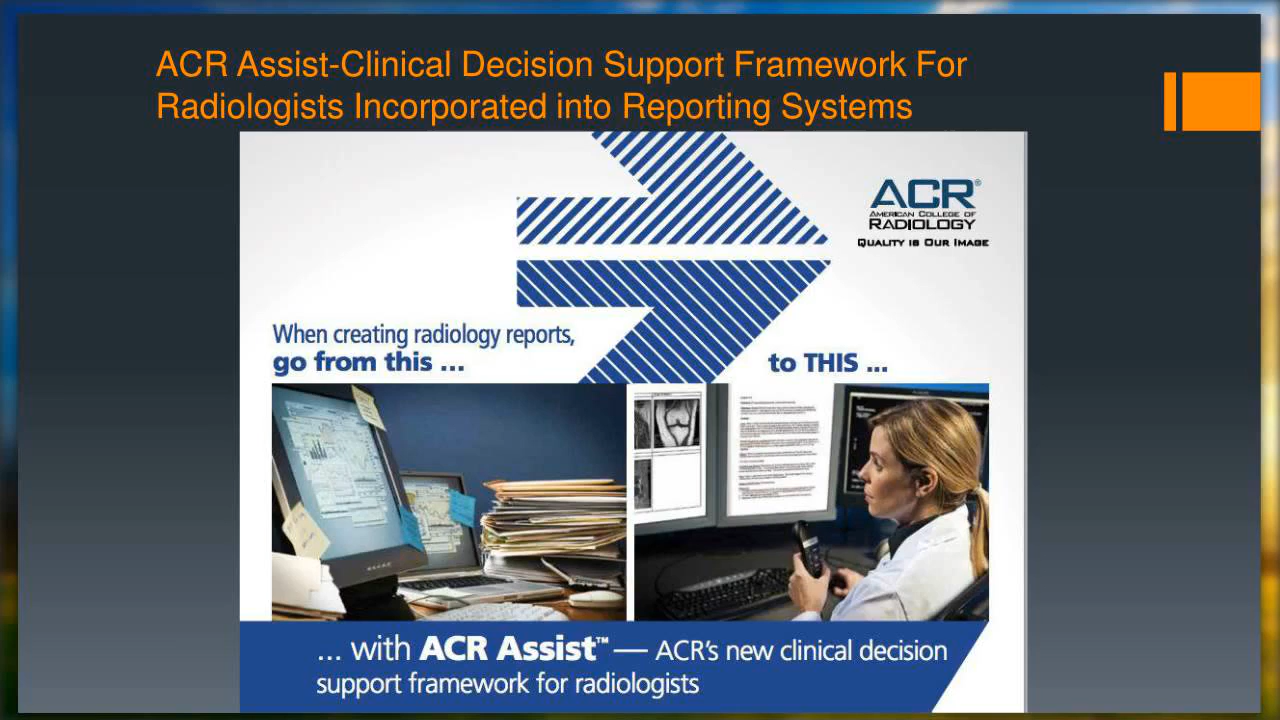 ACR Assist-Clinical Decision Support Framework For
Radiologists Incorporated into Reporting Systems
ACR®
AMERICAN COLLEGE OF
RADIOLOGY
QUALITY IS OUR IMAGE
When creating radiology reports,
go from this ...
to THIS ...
... with ACR Assist™— ACR's new clinical decision
support framework for radiologists